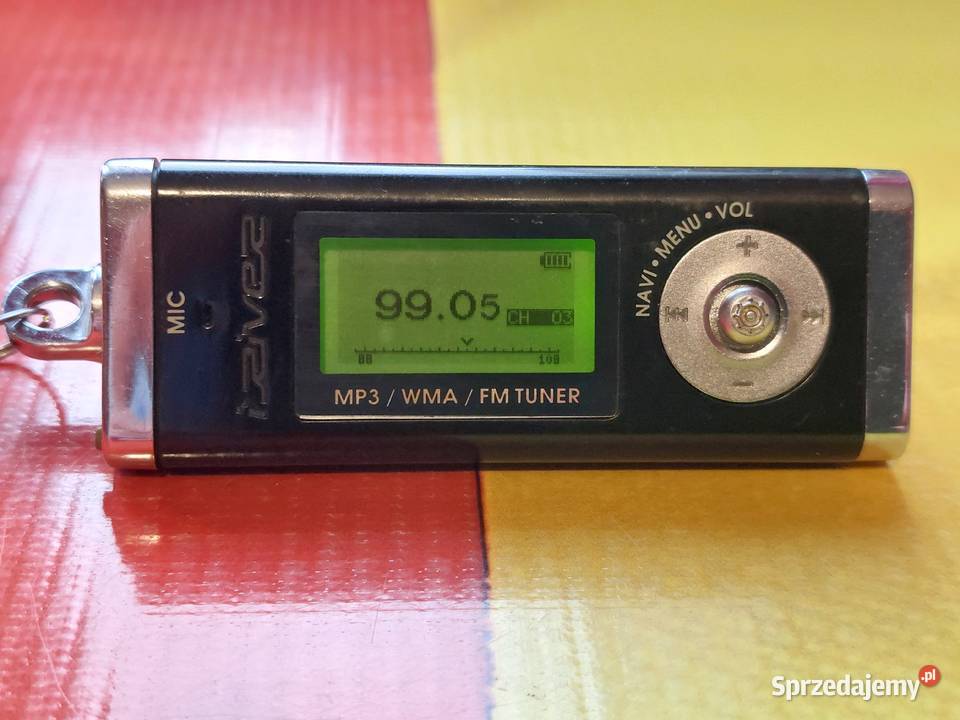 MIC
iRiver
99.05 CH 03
88 108
MP3 / WMA / FM TUNER
NAVI • MENU • VOL
+
−
Sprzedajemy.pl